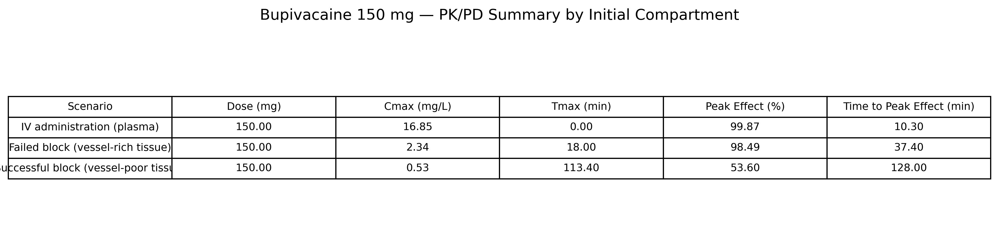 Bupivacaine 150 mg — PK/PD Summary by Initial Compartment
Scenario Dose (mg) Cmax (mg/L) Tmax (min) Peak Effect (%) Time to Peak Effect (min)
IV administration (plasma) 150.00 16.85 0.00 99.87 10.30
Failed block (vessel-rich tissue) 150.00 2.34 18.00 98.49 37.40
uccessful block (vessel-poor tissu 150.00 0.53 113.40 53.60 128.00